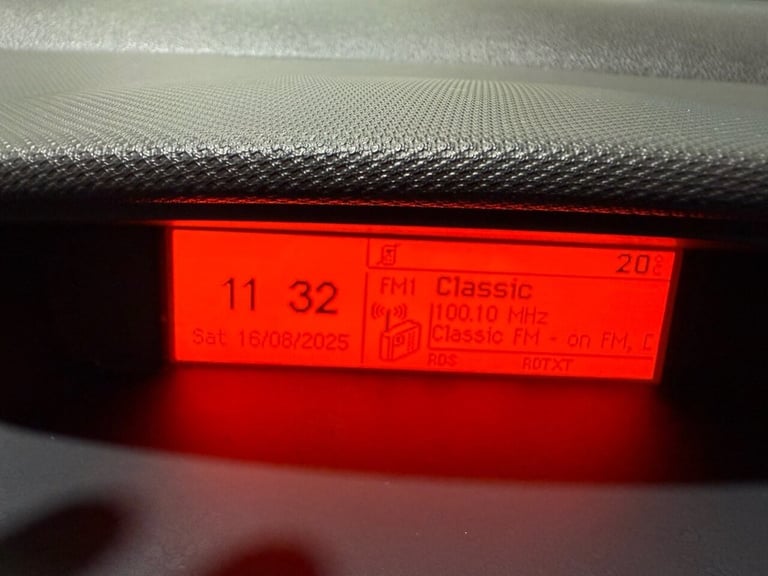 11 32
Sat 16/08/2025
20°C
FM1 Classic
100.10 MHz
Classic FM - on FM, D
RDS RDTXT